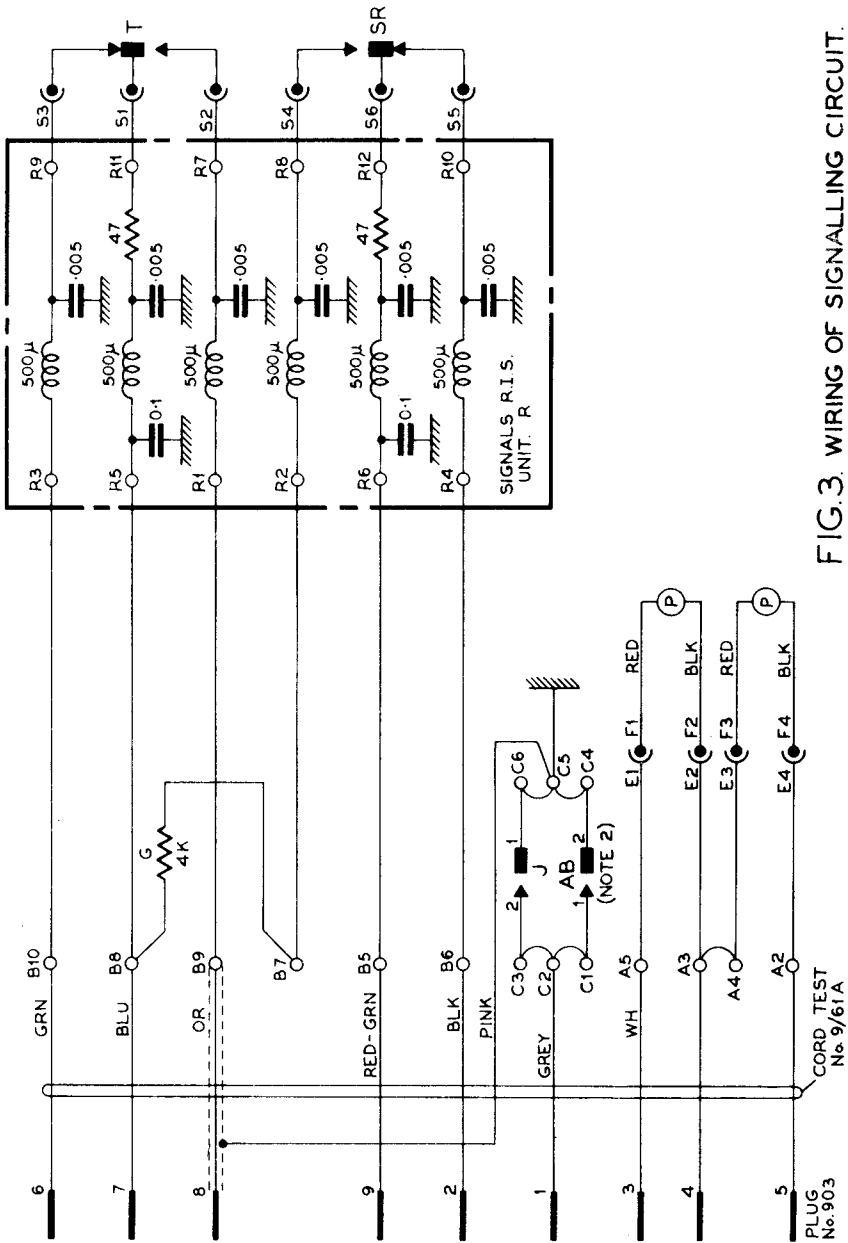 T
SR
S3
S1
S2
S4
S6
S5
R9
R11
R7
R8
R12
R10
47
47
.005
.005
.005
.005
.005
.005
500μ
500μ
500μ
500μ
500μ
500μ
0·1
0·1
R3
R5
R1
R2
R6
R4
SIGNALS R.I.S.
UNIT. R
G
4K
B10
B8
B9
B7
B5
B6
GRN
BLU
OR
RED-GRN
BLK
PINK
GREY
WH
C6
C5
C4
1
J
2
2
AB
1
(NOTE 2)
C3
C2
C1
A5
A3
A4
A2
RED
BLK
RED
BLK
P
P
F1
F2
F3
F4
E1
E2
E3
E4
6
7
8
9
2
1
3
4
5
CORD TEST
No. 9/61A
PLUG
No. 903
FIG.3. WIRING OF SIGNALLING CIRCUIT.